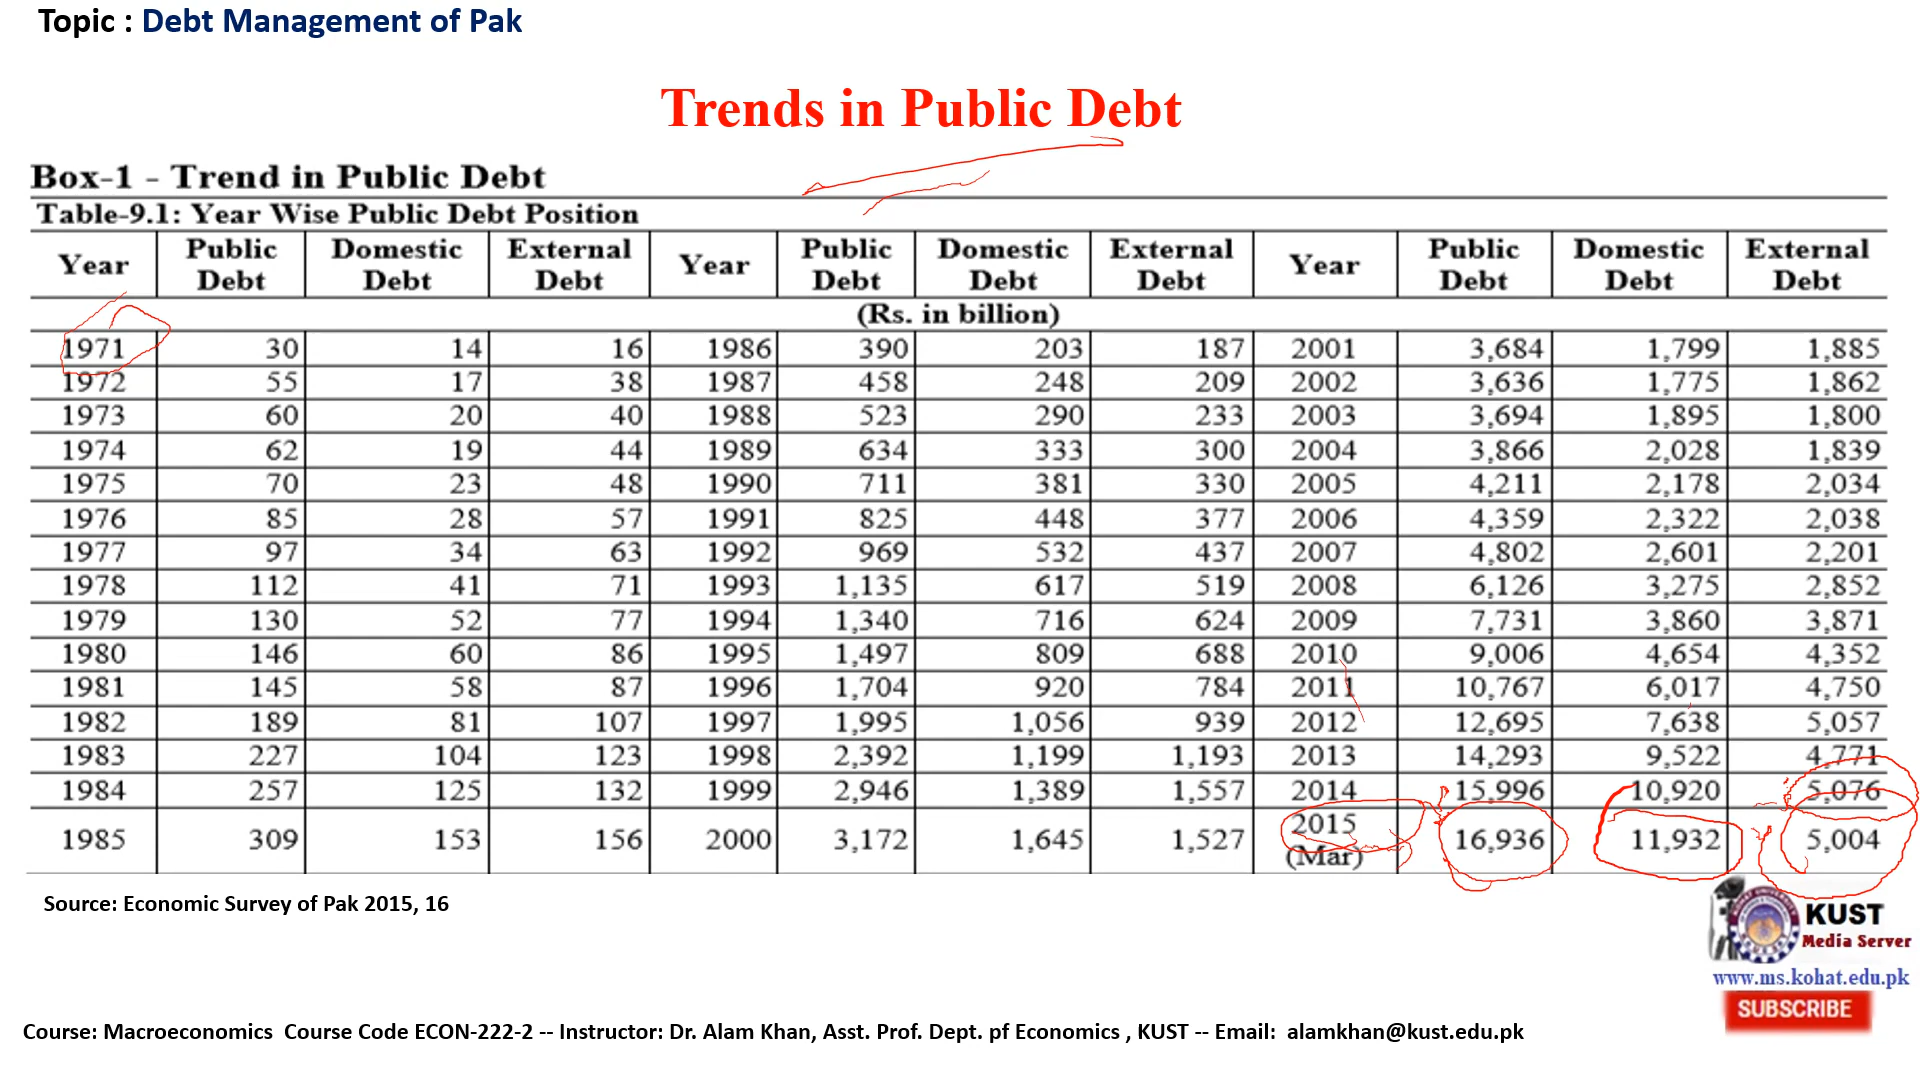 Topic : Debt Management of Pak
Trends in Public Debt
Box-1 - Trend in Public Debt
Table-9.1: Year Wise Public Debt Position
Year Public Debt Domestic Debt External Debt Year Public Debt Domestic Debt External Debt Year Public Debt Domestic Debt External Debt
(Rs. in billion)
1971 30 14 16 1986 390 203 187 2001 3,684 1,799 1,885
1972 55 17 38 1987 458 248 209 2002 3,636 1,775 1,862
1973 60 20 40 1988 523 290 233 2003 3,694 1,895 1,800
1974 62 19 44 1989 634 333 300 2004 3,866 2,028 1,839
1975 70 23 48 1990 711 381 330 2005 4,211 2,178 2,034
1976 85 28 57 1991 825 448 377 2006 4,359 2,322 2,038
1977 97 34 63 1992 969 532 437 2007 4,802 2,601 2,201
1978 112 41 71 1993 1,135 617 519 2008 6,126 3,275 2,852
1979 130 52 77 1994 1,340 716 624 2009 7,731 3,860 3,871
1980 146 60 86 1995 1,497 809 688 2010 9,006 4,654 4,352
1981 145 58 87 1996 1,704 920 784 2011 10,767 6,017 4,750
1982 189 81 107 1997 1,995 1,056 939 2012 12,695 7,638 5,057
1983 227 104 123 1998 2,392 1,199 1,193 2013 14,293 9,522 4,771
1984 257 125 132 1999 2,946 1,389 1,557 2014 15,996 10,920 5,076
1985 309 153 156 2000 3,172 1,645 1,527 2015 (Mar) 16,936 11,932 5,004
Source: Economic Survey of Pak 2015, 16
KUST
Media Server
www.ms.kohat.edu.pk
SUBSCRIBE
Course: Macroeconomics  Course Code ECON-222-2 -- Instructor: Dr. Alam Khan, Asst. Prof. Dept. pf Economics , KUST -- Email:  alamkhan@kust.edu.pk